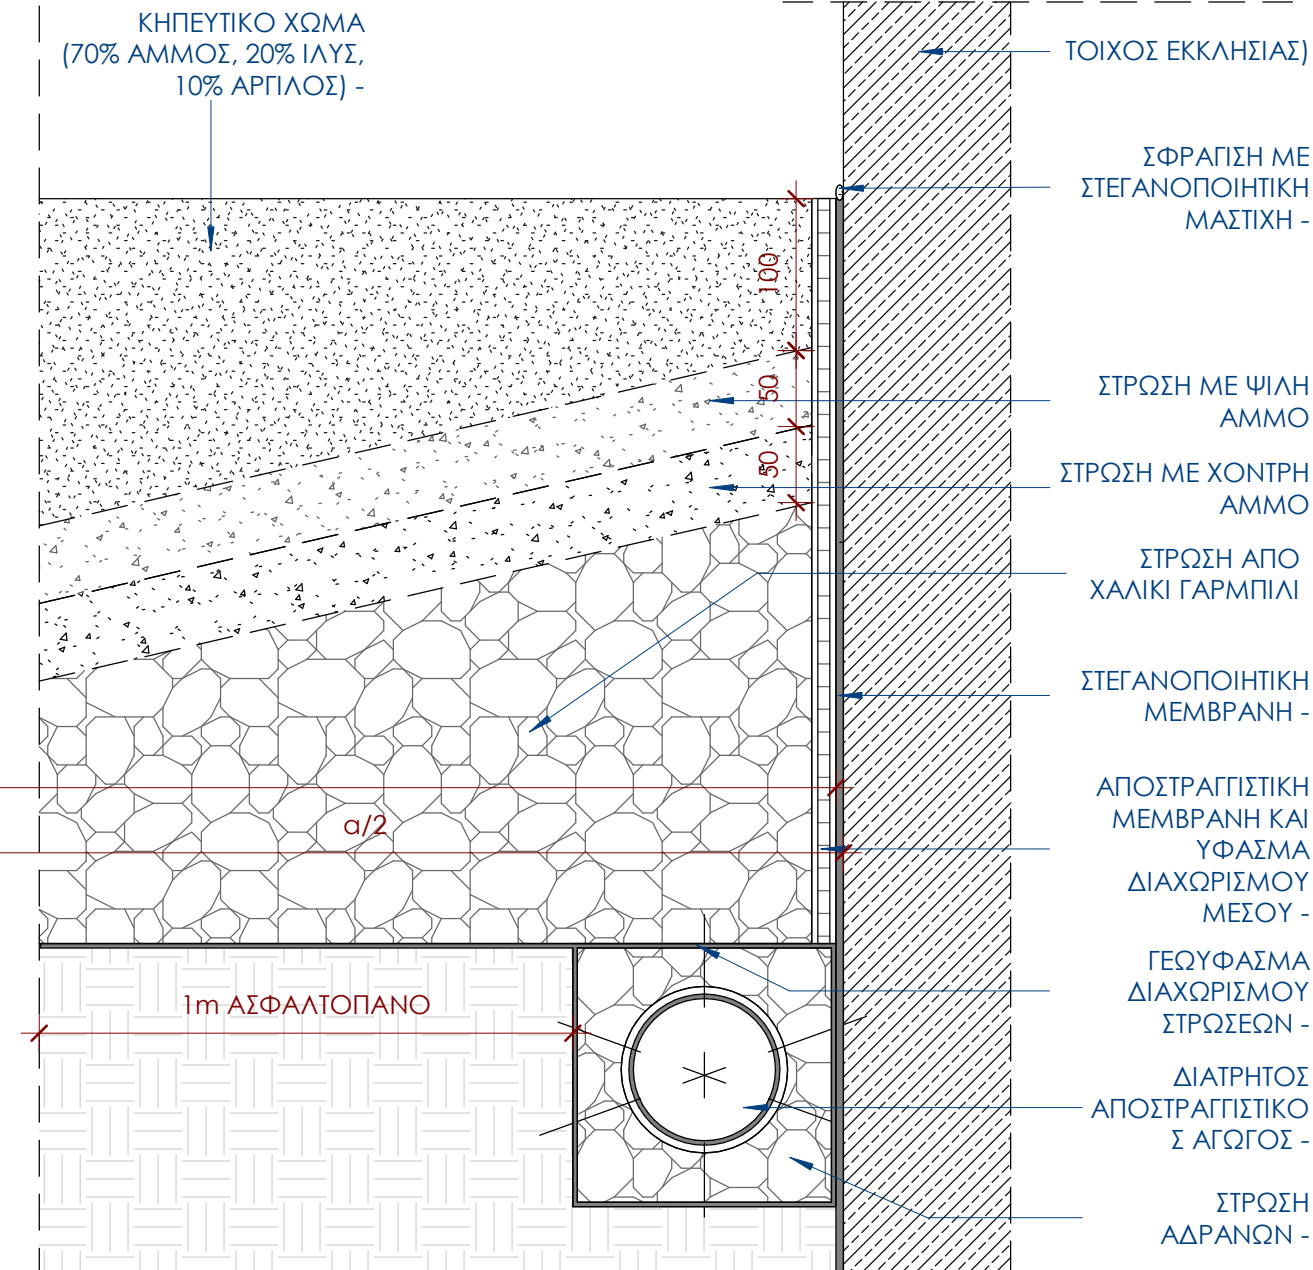 ΚΗΠΕΥΤΙΚΟ ΧΩΜΑ
(70% ΑΜΜΟΣ, 20% ΙΛΥΣ,
10% ΑΡΓΙΛΟΣ) -
ΤΟΙΧΟΣ ΕΚΚΛΗΣΙΑΣ)
ΣΦΡΑΓΙΣΗ ΜΕ
ΣΤΕΓΑΝΟΠΟΙΗΤΙΚΗ
ΜΑΣΤΙΧΗ -
100
50
50
ΣΤΡΩΣΗ ΜΕ ΨΙΛΗ
ΑΜΜΟ
ΣΤΡΩΣΗ ΜΕ ΧΟΝΤΡΗ
ΑΜΜΟ
ΣΤΡΩΣΗ ΑΠΟ
ΧΑΛΙΚΙ ΓΑΡΜΠΙΛΙ
ΣΤΕΓΑΝΟΠΟΙΗΤΙΚΗ
ΜΕΜΒΡΑΝΗ -
α/2
ΑΠΟΣΤΡΑΓΓΙΣΤΙΚΗ
ΜΕΜΒΡΑΝΗ ΚΑΙ
ΥΦΑΣΜΑ
ΔΙΑΧΩΡΙΣΜΟΥ
ΜΕΣΟΥ -
1m ΑΣΦΑΛΤΟΠΑΝΟ
ΓΕΩΥΦΑΣΜΑ
ΔΙΑΧΩΡΙΣΜΟΥ
ΣΤΡΩΣΕΩΝ -
ΔΙΑΤΡΗΤΟΣ
ΑΠΟΣΤΡΑΓΓΙΣΤΙΚΟ
Σ ΑΓΩΓΟΣ -
ΣΤΡΩΣΗ
ΑΔΡΑΝΩΝ -